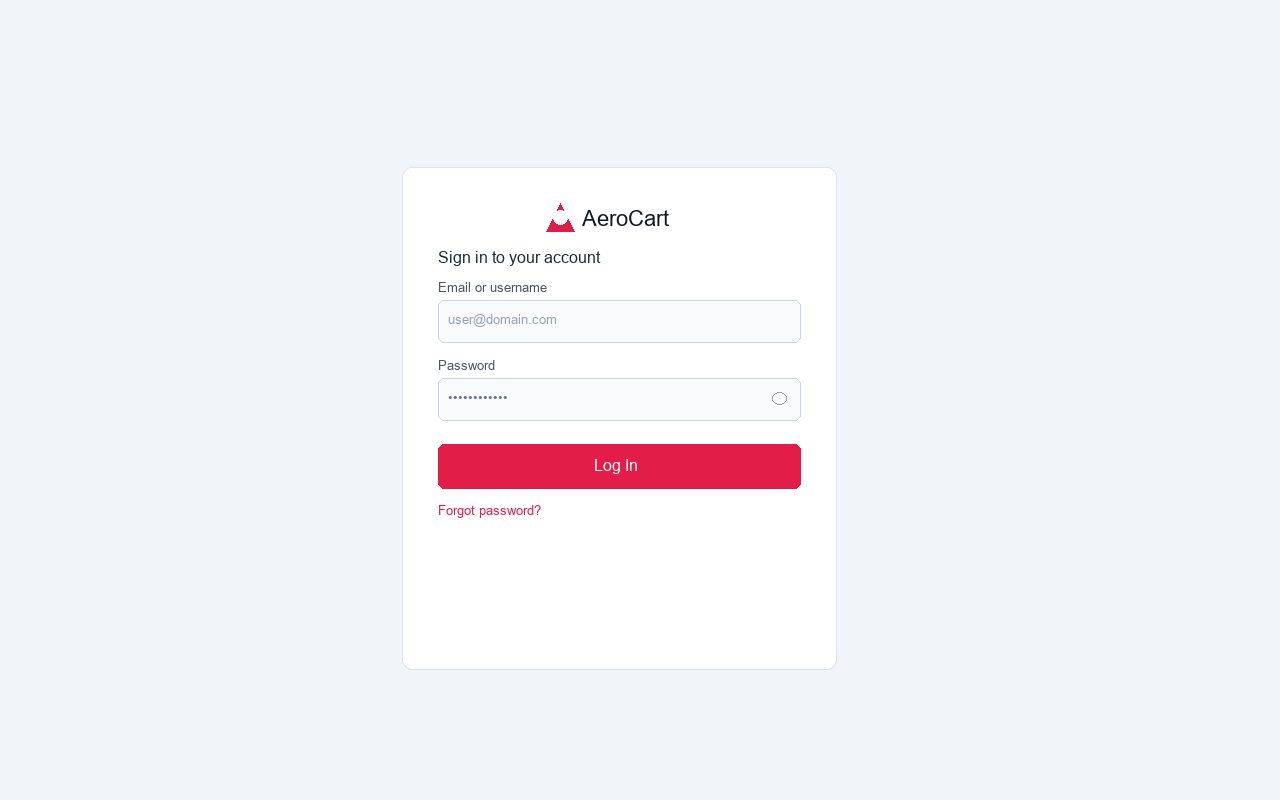 AeroCart
Sign in to your account
Email or username
user@domain.com
Password
••••••••••••
Log In
Forgot password?